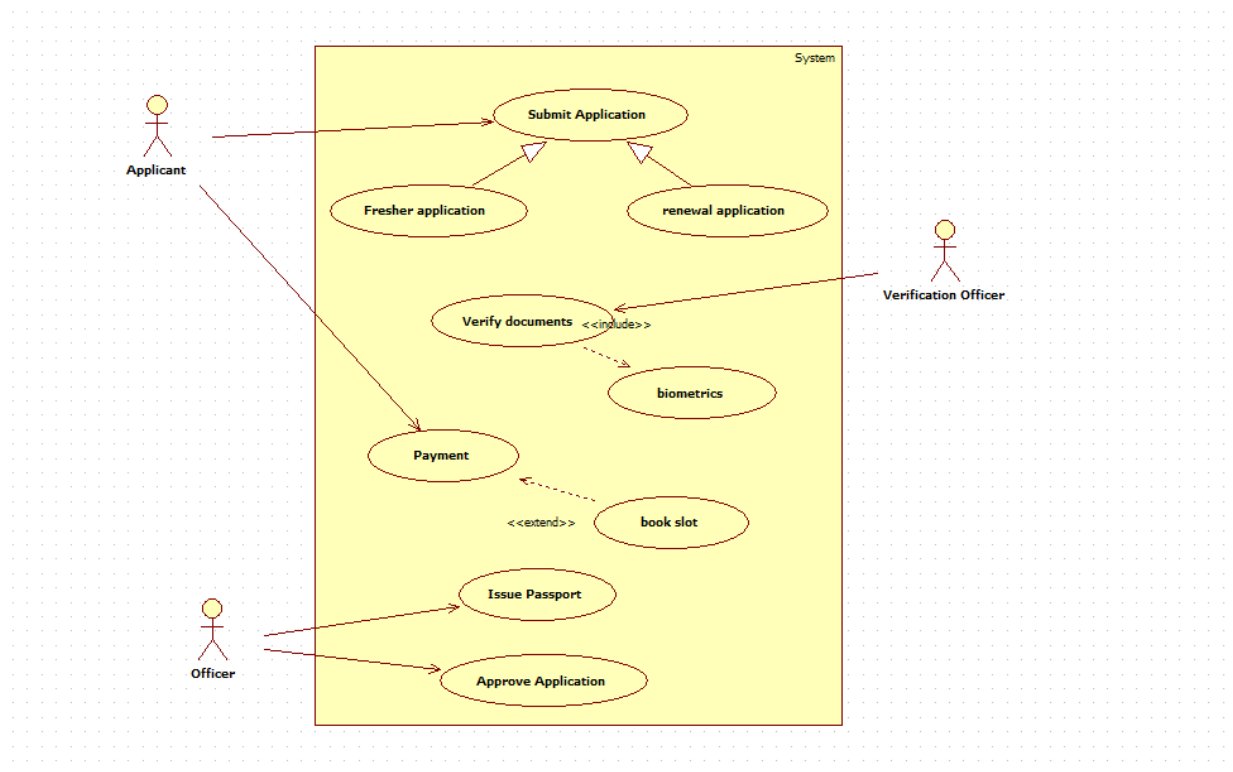 System
Submit Application
Applicant
Fresher application
renewal application
Verification Officer
Verify documents
<<include>>
biometrics
Payment
<<extend>>
book slot
Issue Passport
Officer
Approve Application